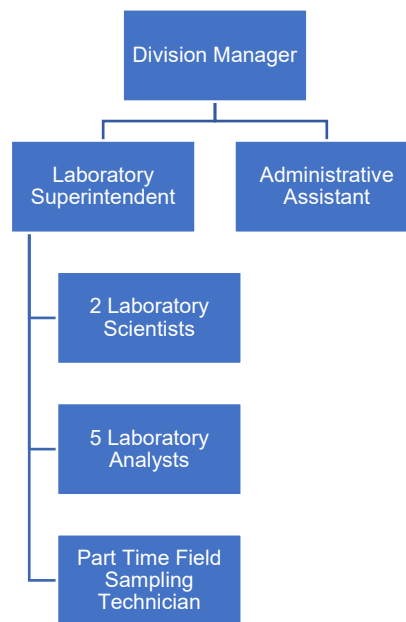 Division Manager
Laboratory
Superintendent
Administrative
Assistant
2 Laboratory
Scientists
5 Laboratory
Analysts
Part Time Field
Sampling
Technician